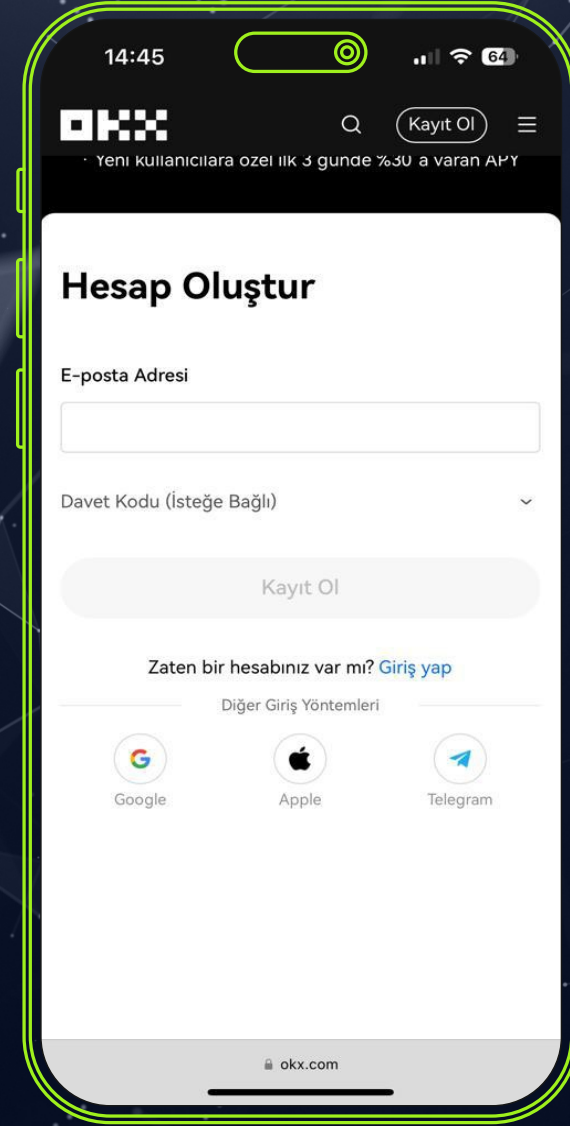 14:45
64
OKX
Kayıt Ol
· Yeni kullanıcılara özel ilk 3 günde %30'a varan APY
Hesap Oluştur
E-posta Adresi
Davet Kodu (İsteğe Bağlı)
Kayıt Ol
Zaten bir hesabınız var mı? Giriş yap
Diğer Giriş Yöntemleri
Google
Apple
Telegram
okx.com